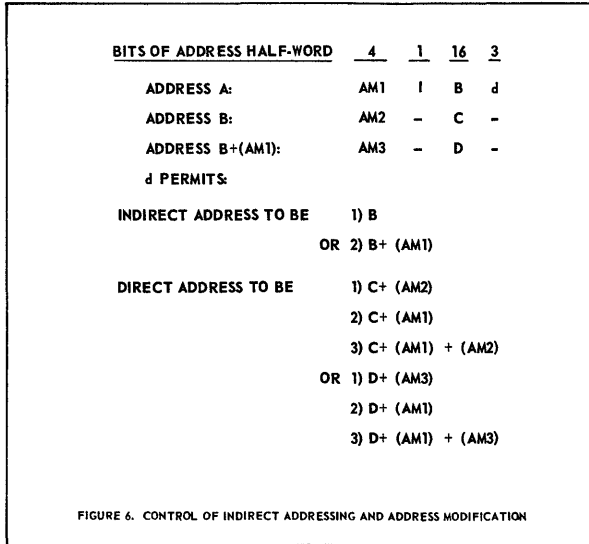 BITS OF ADDRESS HALF-WORD 4 1 16 3
ADDRESS A: AM1 I B d
ADDRESS B: AM2 - C -
ADDRESS B+(AM1): AM3 - D -
d PERMITS:
INDIRECT ADDRESS TO BE 1) B
OR 2) B+ (AM1)
DIRECT ADDRESS TO BE 1) C+ (AM2)
2) C+ (AM1)
3) C+ (AM1) + (AM2)
OR 1) D+ (AM3)
2) D+ (AM1)
3) D+ (AM1) + (AM3)
FIGURE 6. CONTROL OF INDIRECT ADDRESSING AND ADDRESS MODIFICATION